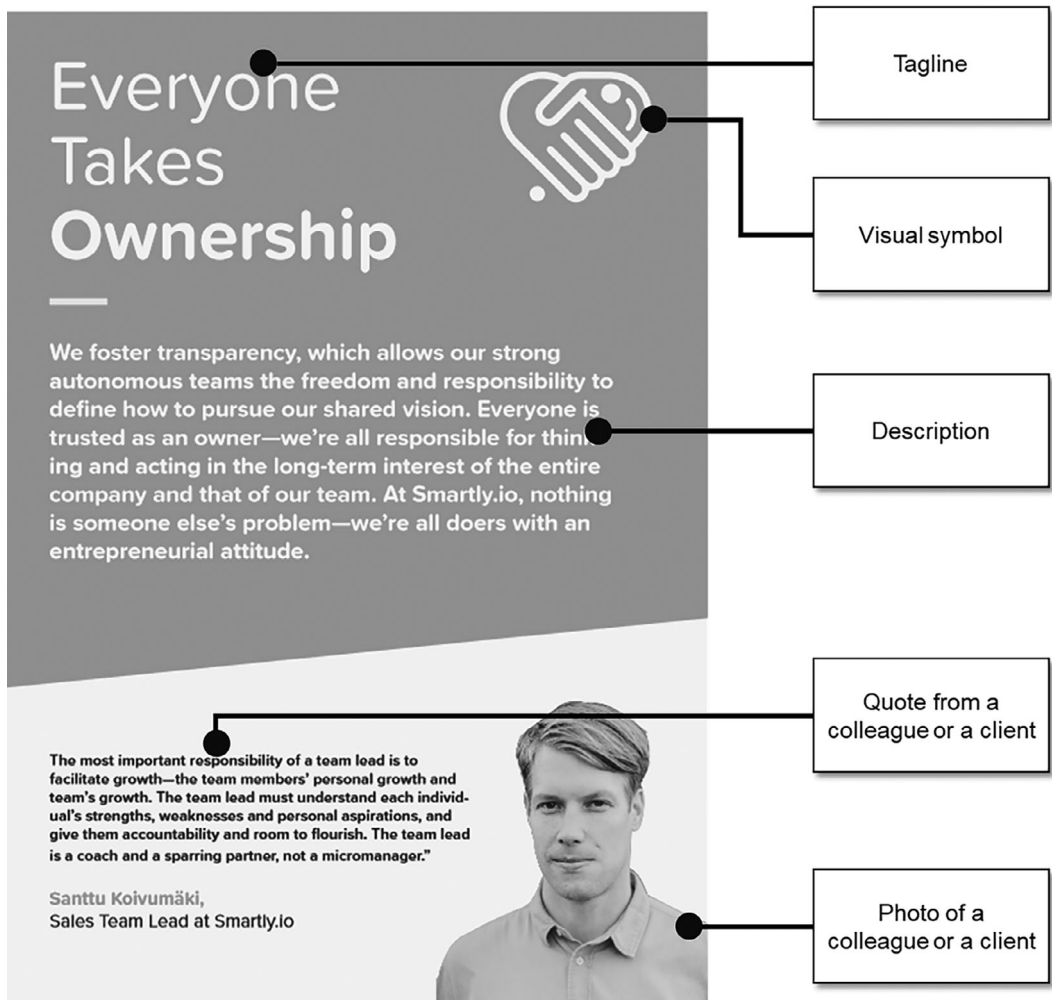 Everyone
Takes
Ownership
We foster transparency, which allows our strong
autonomous teams the freedom and responsibility to
define how to pursue our shared vision. Everyone is
trusted as an owner—we're all responsible for think-
ing and acting in the long-term interest of the entire
company and that of our team. At Smartly.io, nothing
is someone else's problem—we're all doers with an
entrepreneurial attitude.
The most important responsibility of a team lead is to
facilitate growth—the team members' personal growth and
team's growth. The team lead must understand each individ-
ual's strengths, weaknesses and personal aspirations, and
give them accountability and room to flourish. The team lead
is a coach and a sparring partner, not a micromanager.”
Santtu Koivumäki,
Sales Team Lead at Smartly.io
Tagline
Visual symbol
Description
Quote from a
colleague or a client
Photo of a
colleague or a client